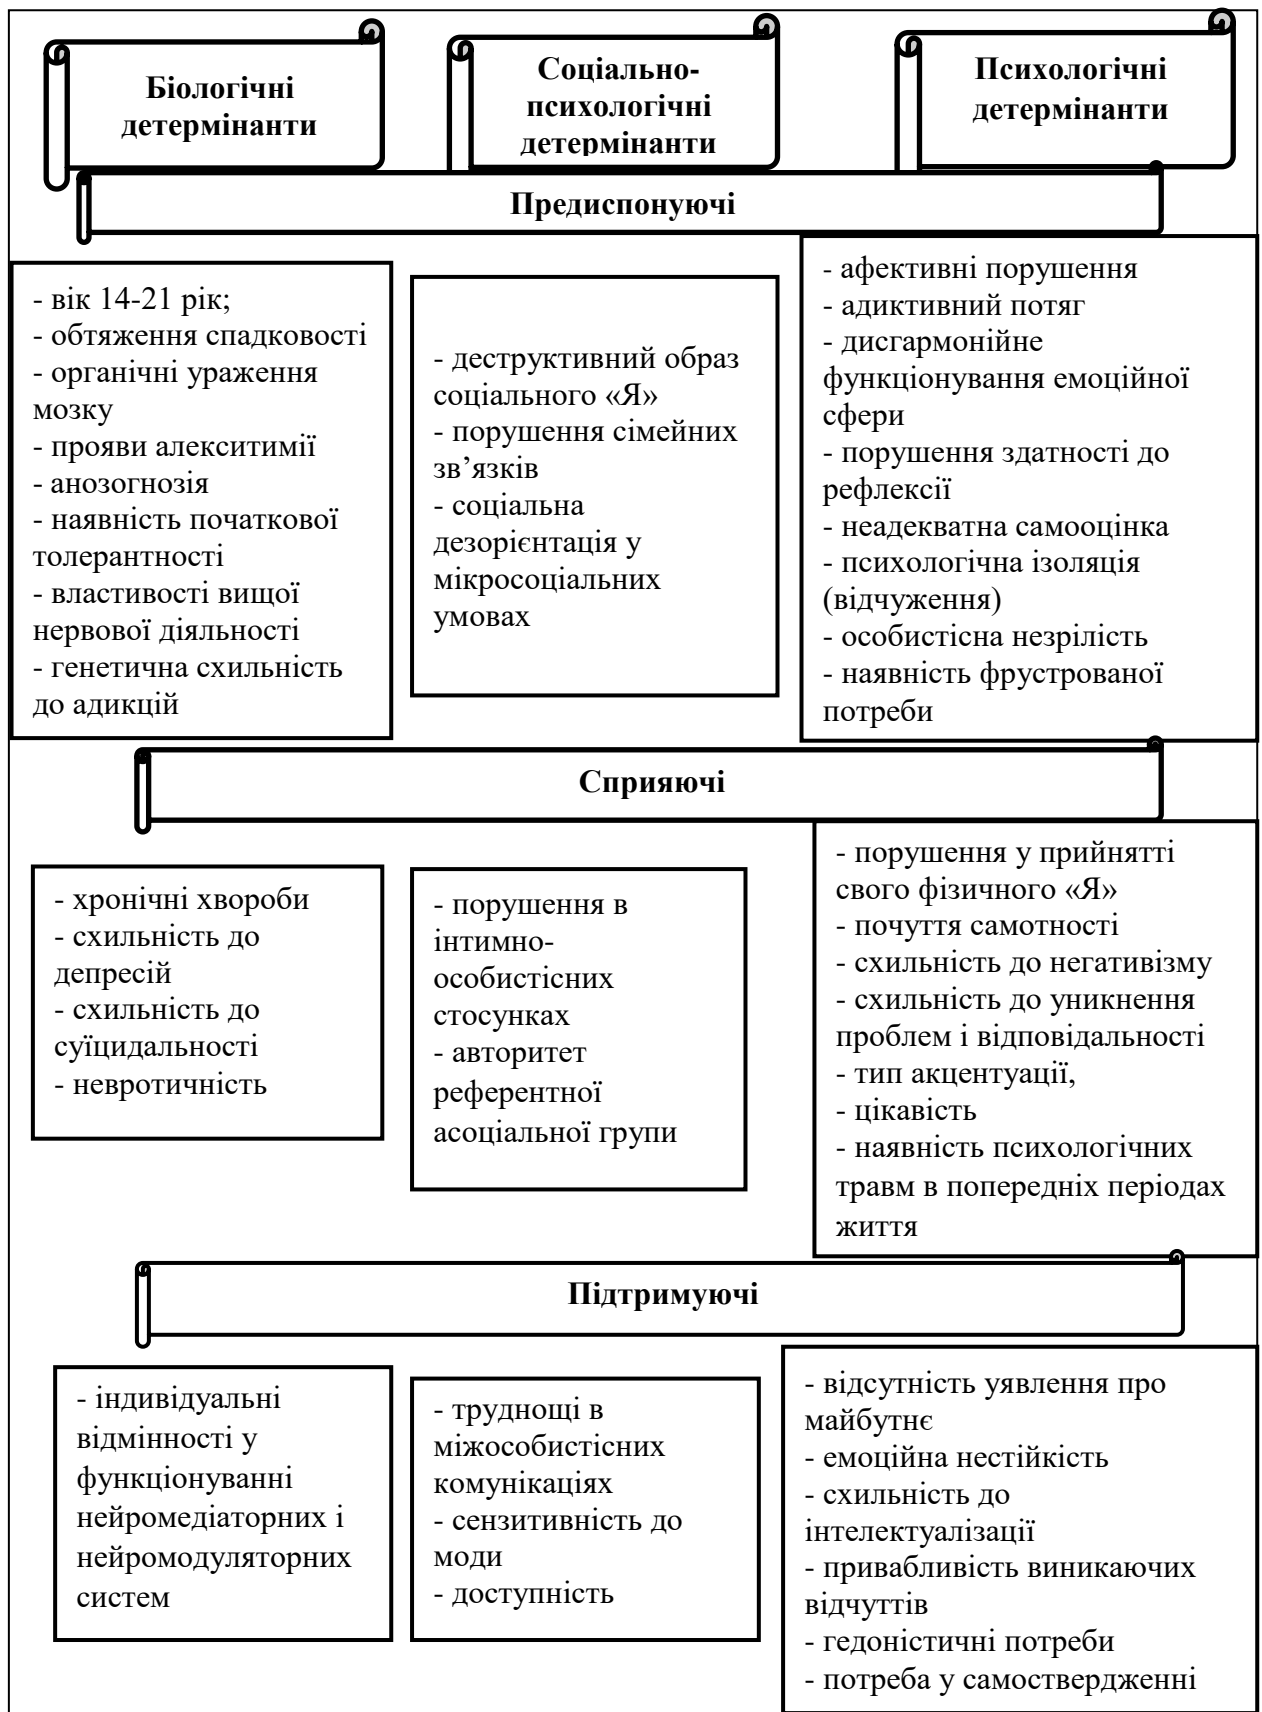 Біологічні
детермінанти
Соціально-
психологічні
детермінанти
Психологічні
детермінанти
Предиспонуючі
- вік 14-21 рік;
- обтяження спадковості
- органічні ураження
мозку
- прояви алекситимії
- анозогнозія
- наявність початкової
толерантності
- властивості вищої
нервової діяльності
- генетична схильність
до адикцій
- деструктивний образ
соціального «Я»
- порушення сімейних
зв’язків
- соціальна
дезорієнтація у
мікросоціальних
умовах
- афективні порушення
- адиктивний потяг
- дисгармонійне
функціонування емоційної
сфери
- порушення здатності до
рефлексії
- неадекватна самооцінка
- психологічна ізоляція
(відчуження)
- особистісна незрілість
- наявність фрустрованої
потреби
Сприяючі
- хронічні хвороби
- схильність до
депресій
- схильність до
суїцидальності
- невротичність
- порушення в
інтимно-
особистісних
стосунках
- авторитет
референтної
асоціальної групи
- порушення у прийнятті
свого фізичного «Я»
- почуття самотності
- схильність до негативізму
- схильність до уникнення
проблем і відповідальності
- тип акцентуації,
- цікавість
- наявність психологічних
травм в попередніх періодах
життя
Підтримуючі
- індивідуальні
відмінності у
функціонуванні
нейромедіаторних і
нейромодуляторних
систем
- труднощі в
міжособистісних
комунікаціях
- сензитивність до
моди
- доступність
- відсутність уявлення про
майбутнє
- емоційна нестійкість
- схильність до
інтелектуалізації
- привабливість виникаючих
відчуттів
- гедоністичні потреби
- потреба у самоствердженні